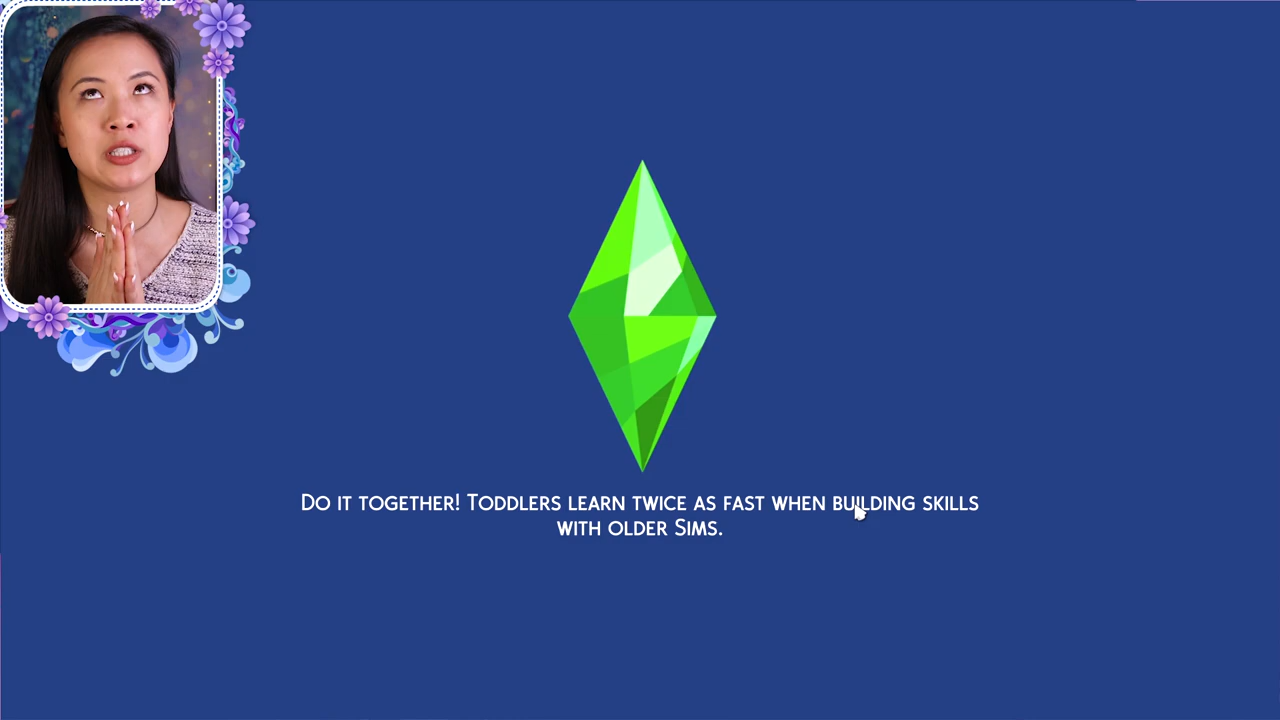 Do it together! Toddlers learn twice as fast when building skills
with older Sims.